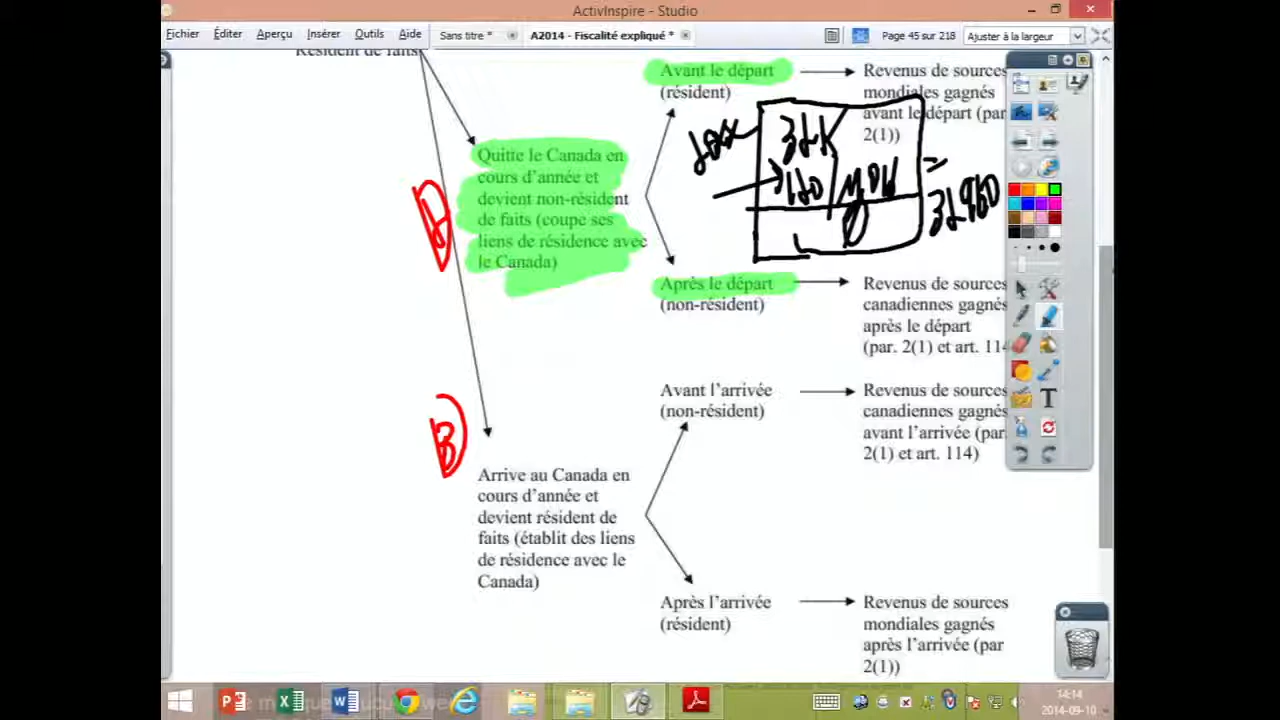 ActivInspire - Studio
Fichier Éditer Aperçu Insérer Outils Aide
Sans titre * A2014 - Fiscalité expliqué * Page 45 sur 218 Ajuster à la largeur
Résident de faits
Avant le départ
(résident)
Revenus de sources
mondiales gagnés
avant le départ (par
2(1))
Quitte le Canada en
cours d'année et
devient non-résident
de faits (coupe ses
liens de résidence avec
le Canada)
A
Après le départ
(non-résident)
Revenus de sources
canadiennes gagnés
après le départ
(par. 2(1) et art. 114
B
Avant l'arrivée
(non-résident)
Revenus de sources
canadiennes gagnés
avant l'arrivée (par
2(1) et art. 114)
Arrive au Canada en
cours d'année et
devient résident de
faits (établit des liens
de résidence avec le
Canada)
Après l'arrivée
(résident)
Revenus de sources
mondiales gagnés
après l'arrivée (par
2(1))
14:14
2014-09-10